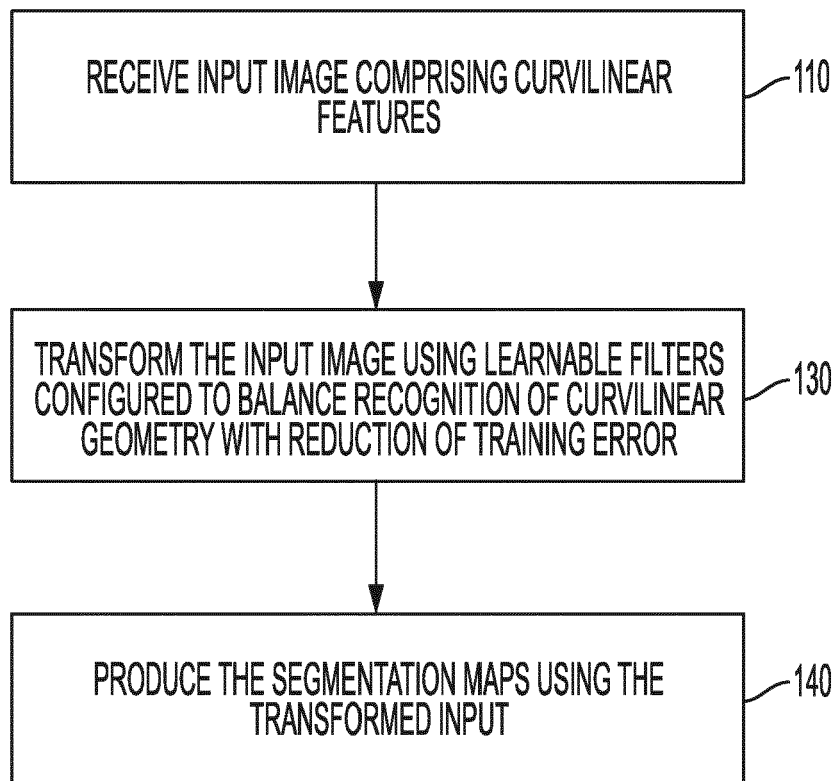 RECEIVE INPUT IMAGE COMPRISING CURVILINEAR
FEATURES
110
TRANSFORM THE INPUT IMAGE USING LEARNABLE FILTERS
CONFIGURED TO BALANCE RECOGNITION OF CURVILINEAR
GEOMETRY WITH REDUCTION OF TRAINING ERROR
130
PRODUCE THE SEGMENTATION MAPS USING THE
TRANSFORMED INPUT
140